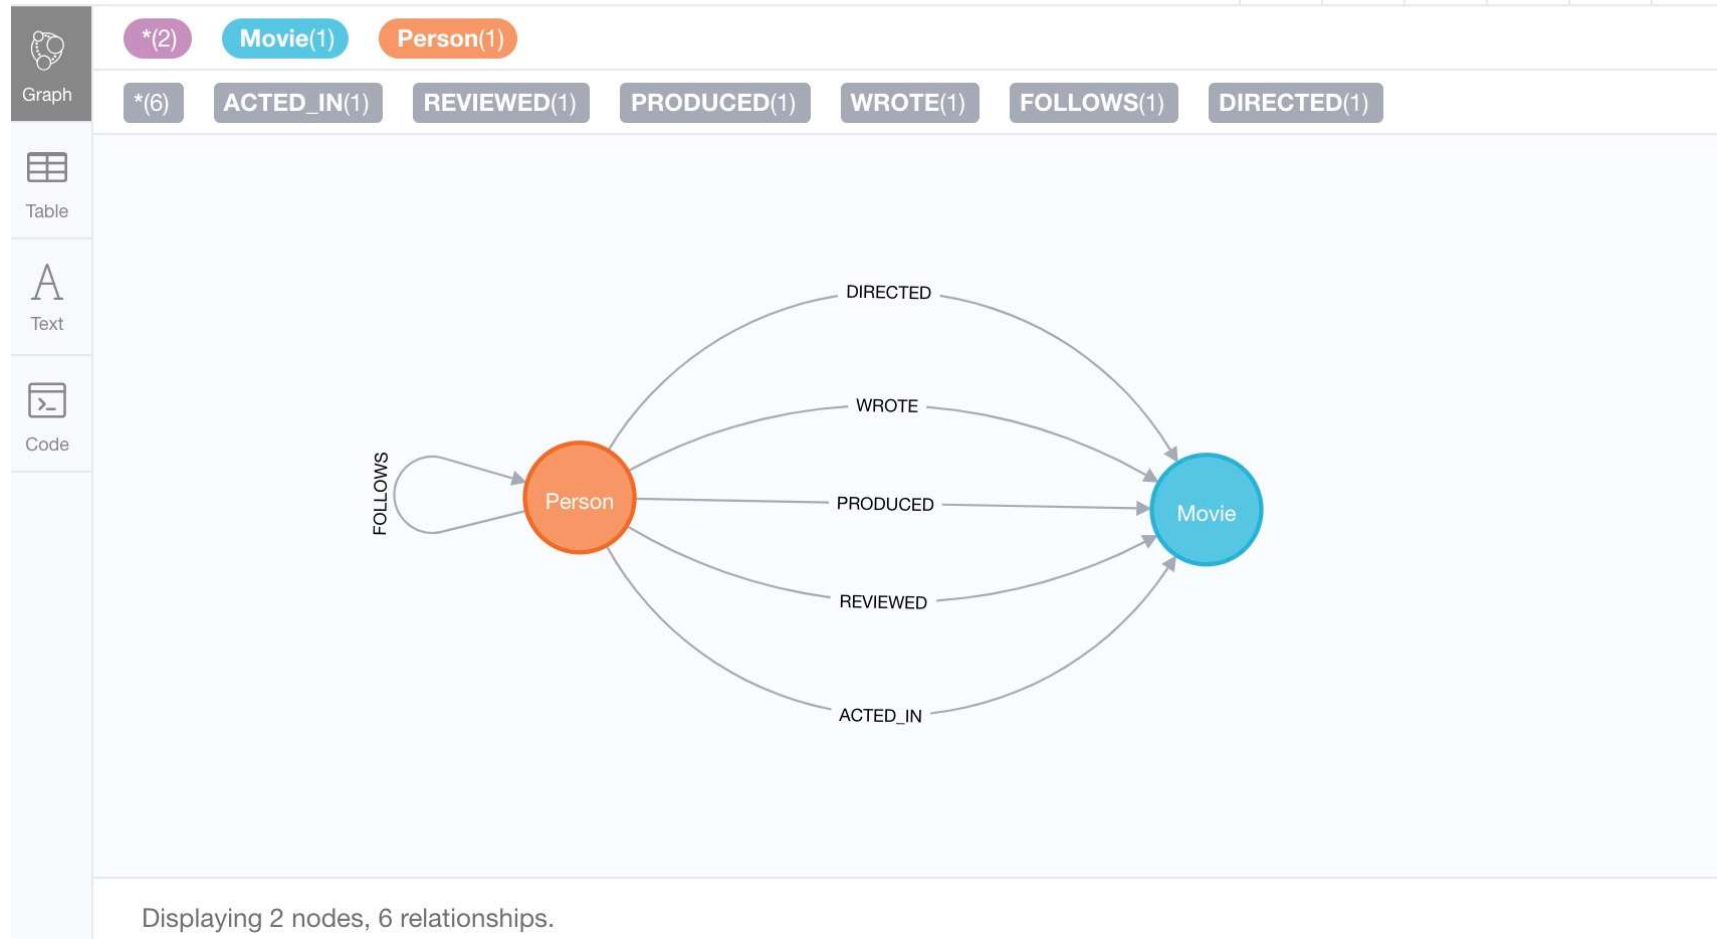 *(2) Movie(1) Person(1)
Graph
*(6) ACTED_IN(1) REVIEWED(1) PRODUCED(1) WROTE(1) FOLLOWS(1) DIRECTED(1)
Table
Text
Code
DIRECTED
WROTE
FOLLOWS
Person
PRODUCED
Movie
REVIEWED
ACTED_IN
Displaying 2 nodes, 6 relationships.